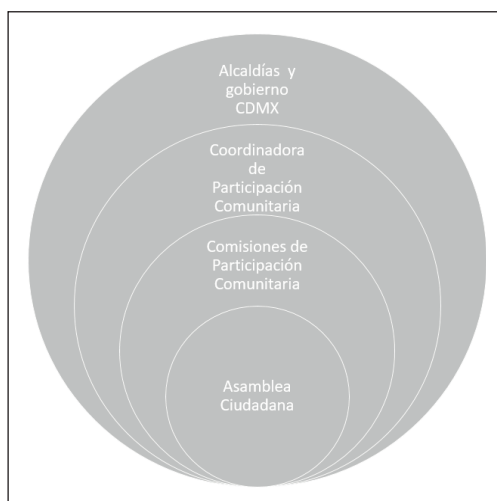 Alcaldías y
gobierno
CDMX
Coordinadora
de
Participación
Comunitaria
Comisiones de
Participación
Comunitaria
Asamblea
Ciudadana